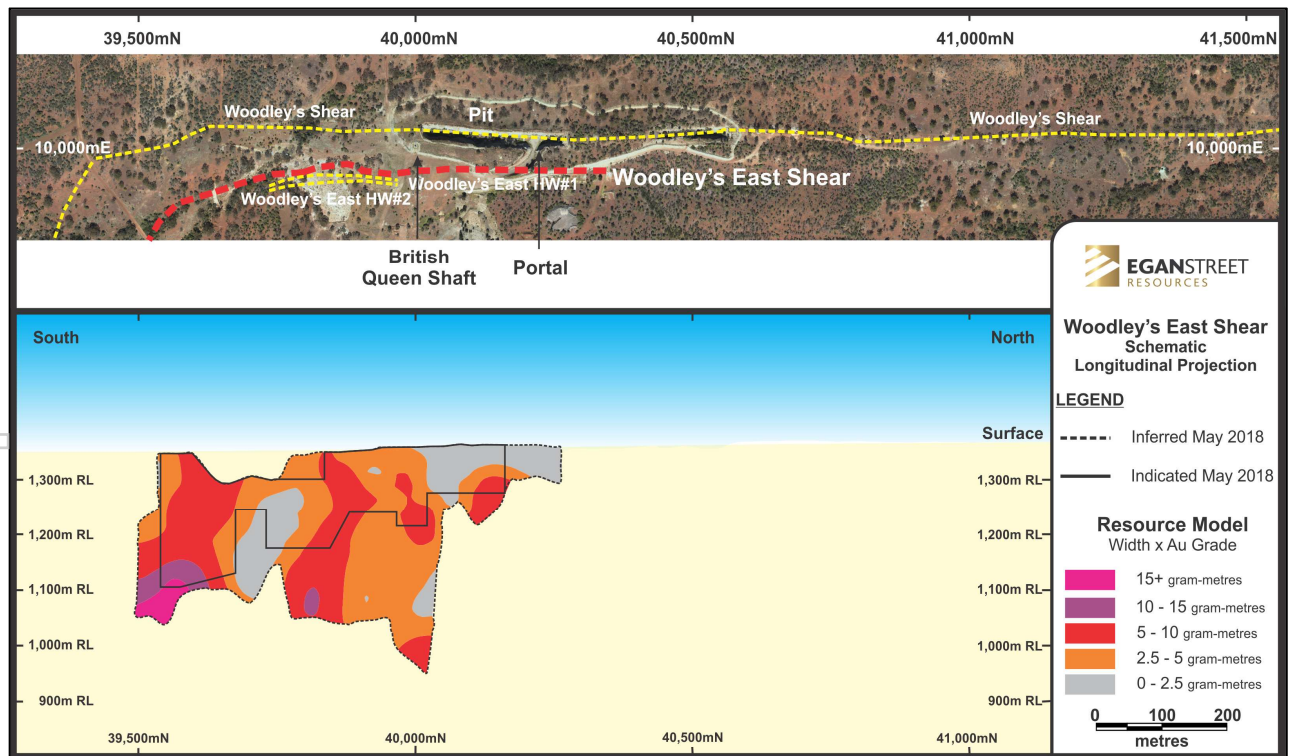 39,500mN 40,000mN 40,500mN 41,000mN 41,500mN
Woodley's Shear
Pit
Woodley's Shear
10,000mE
10,000mE
Woodley's East HW#1
Woodley's East Shear
Woodley's East HW#2
British
Queen Shaft
Portal
EGANSTREET
RESOURCES
Woodley's East Shear
Schematic
Longitudinal Projection
LEGEND
Inferred May 2018
Indicated May 2018
Resource Model
Width x Au Grade
15+ gram-metres
10 - 15 gram-metres
5 - 10 gram-metres
2.5 - 5 gram-metres
0 - 2.5 gram-metres
0 100 200
metres
South
North
Surface
1,300m RL
1,300m RL
1,200m RL
1,200m RL
1,100m RL
1,100m RL
1,000m RL
1,000m RL
900m RL
900m RL
39,500mN 40,000mN 40,500mN 41,000mN